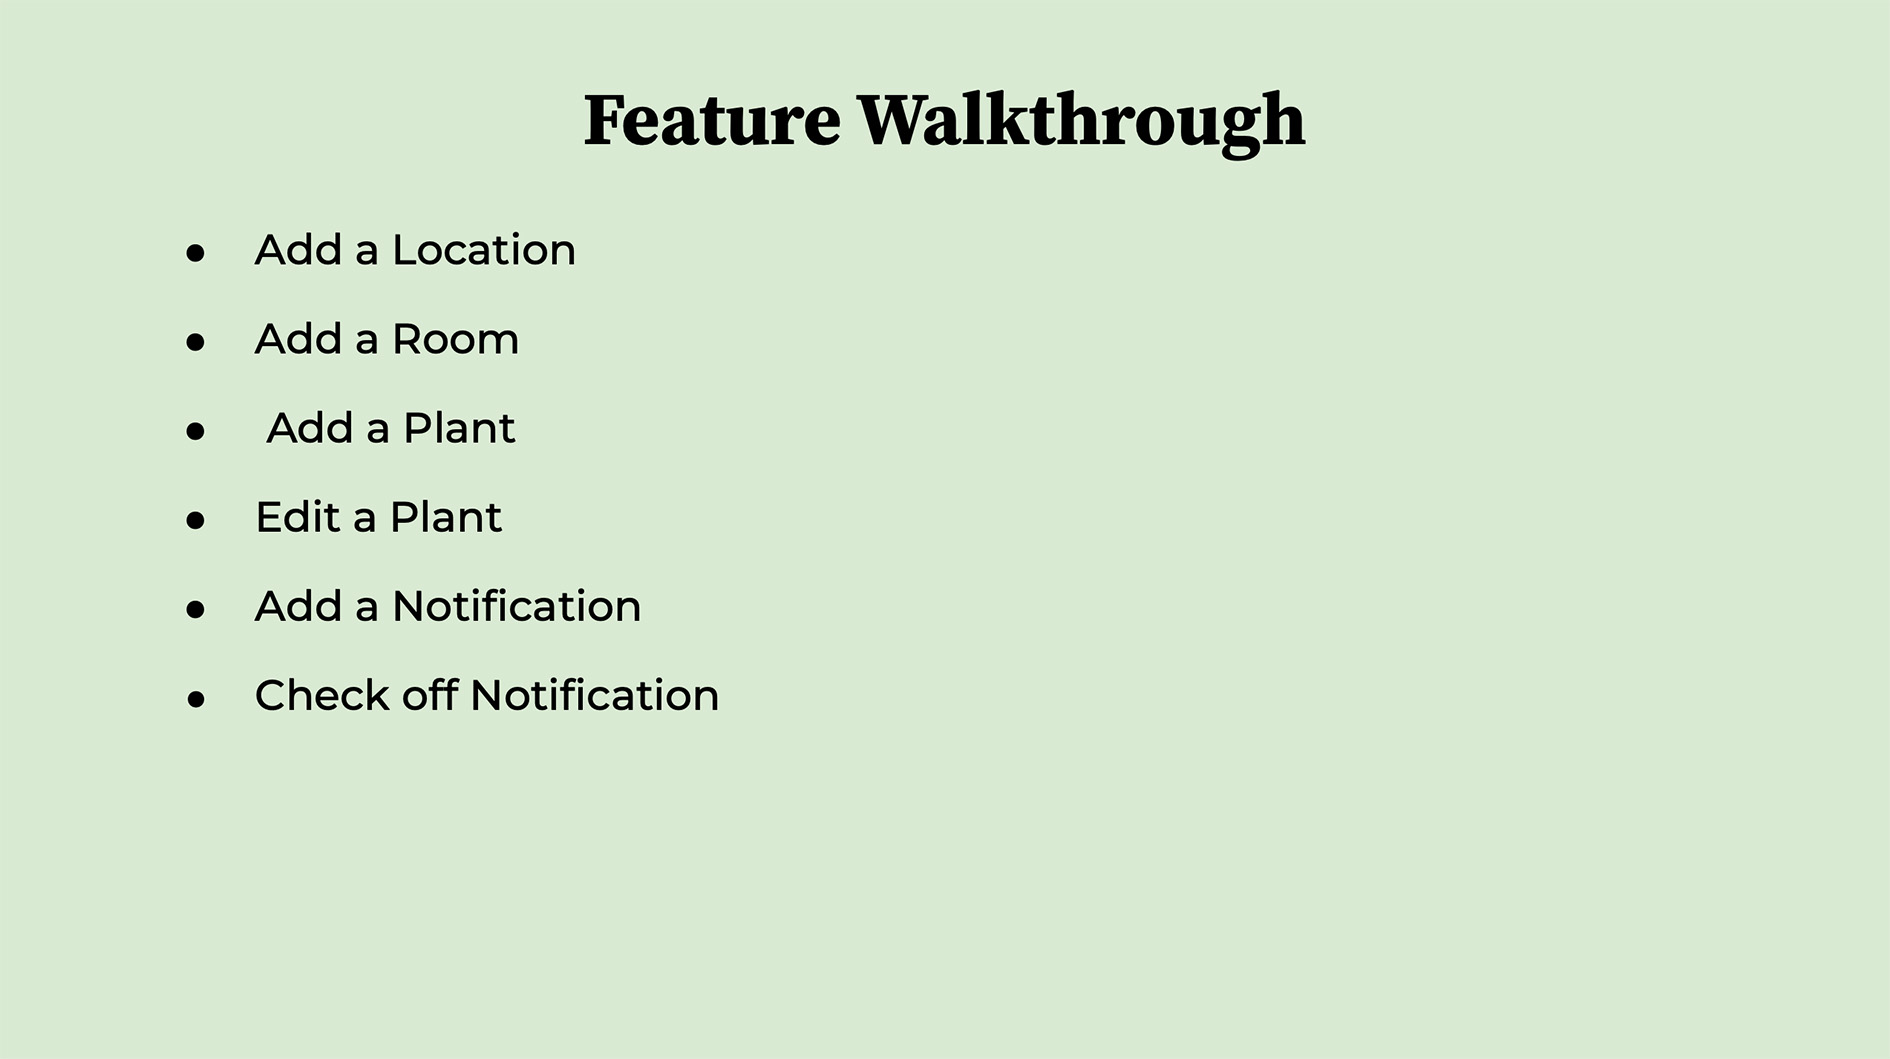 Feature Walkthrough
● Add a Location
● Add a Room
● Add a Plant
● Edit a Plant
● Add a Notification
● Check off Notification